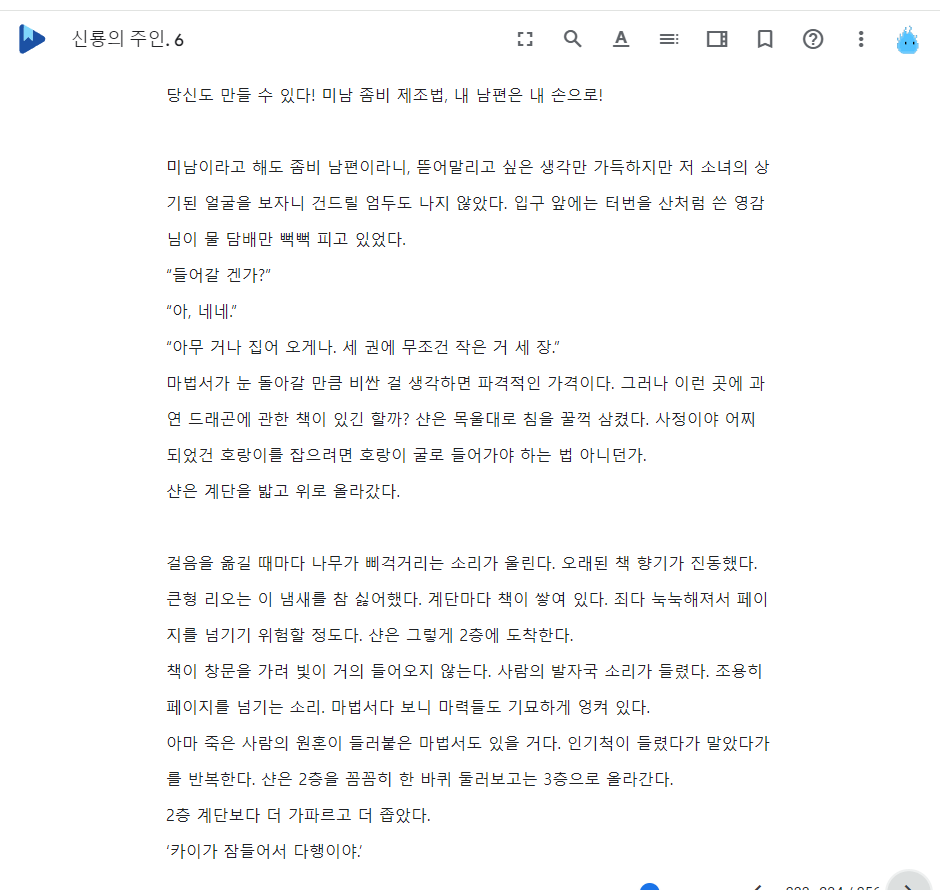 신룡의 주인. 6
당신도 만들 수 있다! 미남 좀비 제조법, 내 남편은 내 손으로!
미남이라고 해도 좀비 남편이라니, 뜯어말리고 싶은 생각만 가득하지만 저 소녀의 상
기된 얼굴을 보자니 건드릴 엄두도 나지 않았다. 입구 앞에는 터번을 산처럼 쓴 영감
님이 물 담배만 뻑뻑 피고 있었다.
“들어갈 겐가?”
“아, 네네.”
“아무 거나 집어 오게나. 세 권에 무조건 작은 거 세 장.”
마법서가 눈 돌아갈 만큼 비싼 걸 생각하면 파격적인 가격이다. 그러나 이런 곳에 과
연 드래곤에 관한 책이 있긴 할까? 샨은 목울대로 침을 꿀꺽 삼켰다. 사정이야 어찌
되었건 호랑이를 잡으려면 호랑이 굴로 들어가야 하는 법 아니던가.
샨은 계단을 밟고 위로 올라갔다.
걸음을 옮길 때마다 나무가 삐걱거리는 소리가 울린다. 오래된 책 향기가 진동했다.
큰형 리오는 이 냄새를 참 싫어했다. 계단마다 책이 쌓여 있다. 죄다 눅눅해져서 페이
지를 넘기기 위험할 정도다. 샨은 그렇게 2층에 도착한다.
책이 창문을 가려 빛이 거의 들어오지 않는다. 사람의 발자국 소리가 들렸다. 조용히
페이지를 넘기는 소리. 마법서다 보니 마력들도 기묘하게 엉켜 있다.
아마 죽은 사람의 원혼이 들러붙은 마법서도 있을 거다. 인기척이 들렸다가 말았다가
를 반복한다. 샨은 2층을 꼼꼼히 한 바퀴 둘러보고는 3층으로 올라간다.
2층 계단보다 더 가파르고 더 좁았다.
‘카이가 잠들어서 다행이야.’